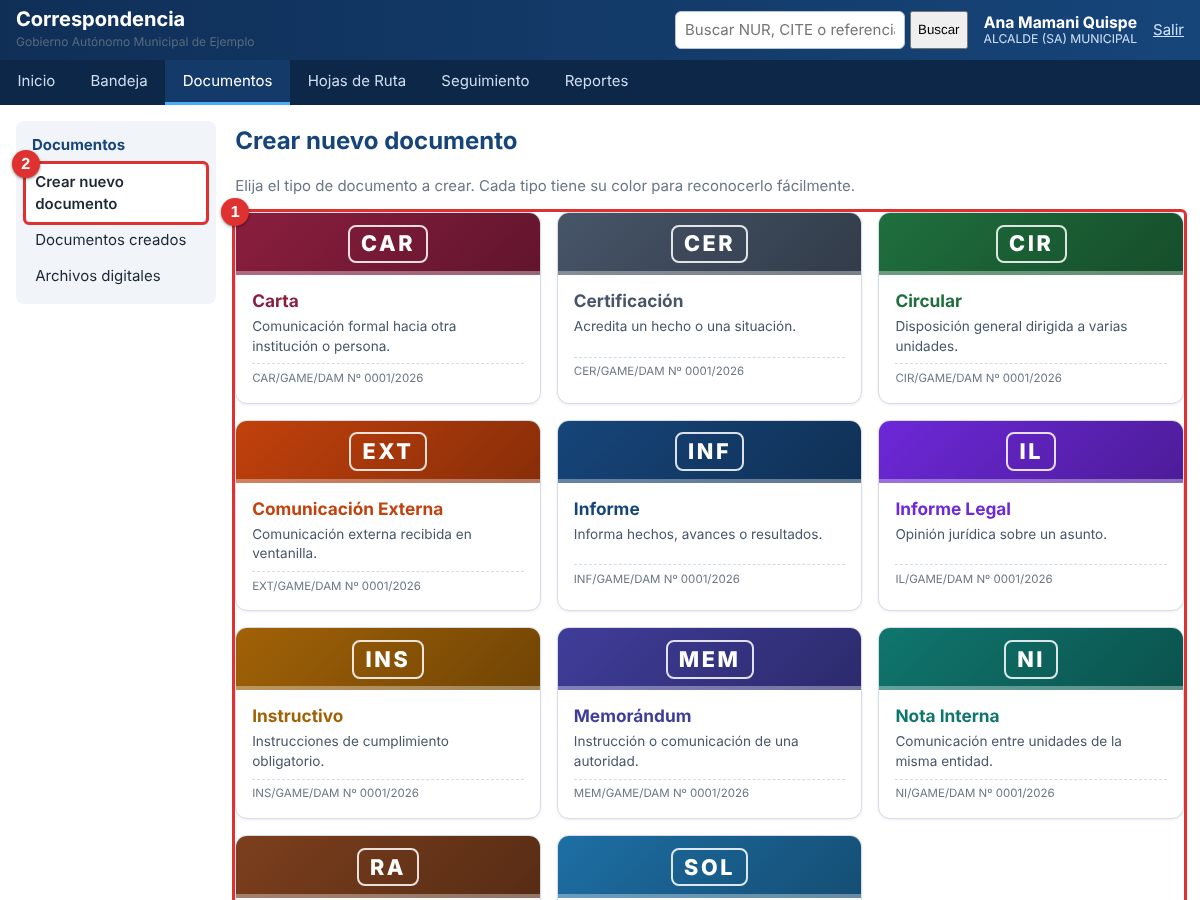 Correspondencia
Gobierno Autónomo Municipal de Ejemplo
Buscar NUR, CITE o referenci
Buscar
Ana Mamani Quispe
ALCALDE (SA) MUNICIPAL
Salir
Inicio
Bandeja
Documentos
Hojas de Ruta
Seguimiento
Reportes
Documentos
2
Crear nuevo
documento
Documentos creados
Archivos digitales
Crear nuevo documento
Elija el tipo de documento a crear. Cada tipo tiene su color para reconocerlo fácilmente.
1
CAR
Carta
Comunicación formal hacia otra
institución o persona.
CAR/GAME/DAM Nº 0001/2026
CER
Certificación
Acredita un hecho o una situación.
CER/GAME/DAM Nº 0001/2026
CIR
Circular
Disposición general dirigida a varias
unidades.
CIR/GAME/DAM Nº 0001/2026
EXT
Comunicación Externa
Comunicación externa recibida en
ventanilla.
EXT/GAME/DAM Nº 0001/2026
INF
Informe
Informa hechos, avances o resultados.
INF/GAME/DAM Nº 0001/2026
IL
Informe Legal
Opinión jurídica sobre un asunto.
IL/GAME/DAM Nº 0001/2026
INS
Instructivo
Instrucciones de cumplimiento
obligatorio.
INS/GAME/DAM Nº 0001/2026
MEM
Memorándum
Instrucción o comunicación de una
autoridad.
MEM/GAME/DAM Nº 0001/2026
NI
Nota Interna
Comunicación entre unidades de la
misma entidad.
NI/GAME/DAM Nº 0001/2026
RA
SOL